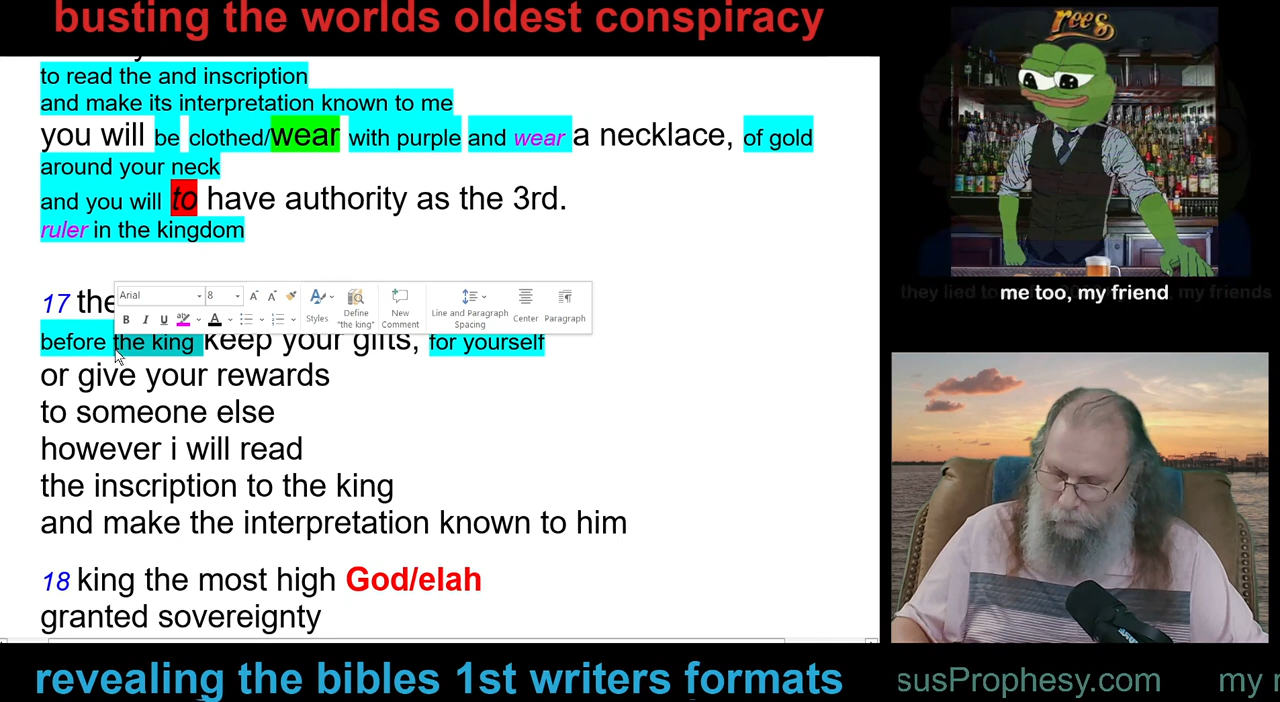 busting the worlds oldest conspiracy
to read the and inscription
and make its interpretation known to me
you will be clothed/wear with purple and wear a necklace, of gold
around your neck
and you will to have authority as the 3rd.
ruler in the kingdom
17 the
Arial 8
B I U
Styles
Define "the king"
New Comment
Line and Paragraph Spacing
Center
Paragraph
before the king keep your gifts, for yourself
or give your rewards
to someone else
however i will read
the inscription to the king
and make the interpretation known to him
18 king the most high God/elah
granted sovereignty
revealing the bibles 1st writers formats
rees
they lied to
my friends
me too, my friend
susProphesy.com my